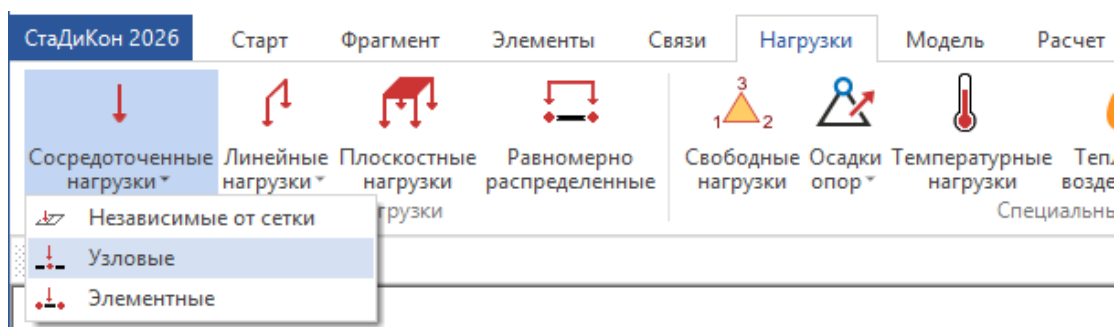 СтаДиКон 2026 Старт Фрагмент Элементы Связи Нагрузки Модель Расчет
3
1 2
Сосредоточенные Линейные Плоскостные Равномерно Свободные Осадки Температурные
нагрузки нагрузки нагрузки распределенные нагрузки опор нагрузки
Независимые от сетки
Узловые
Элементные